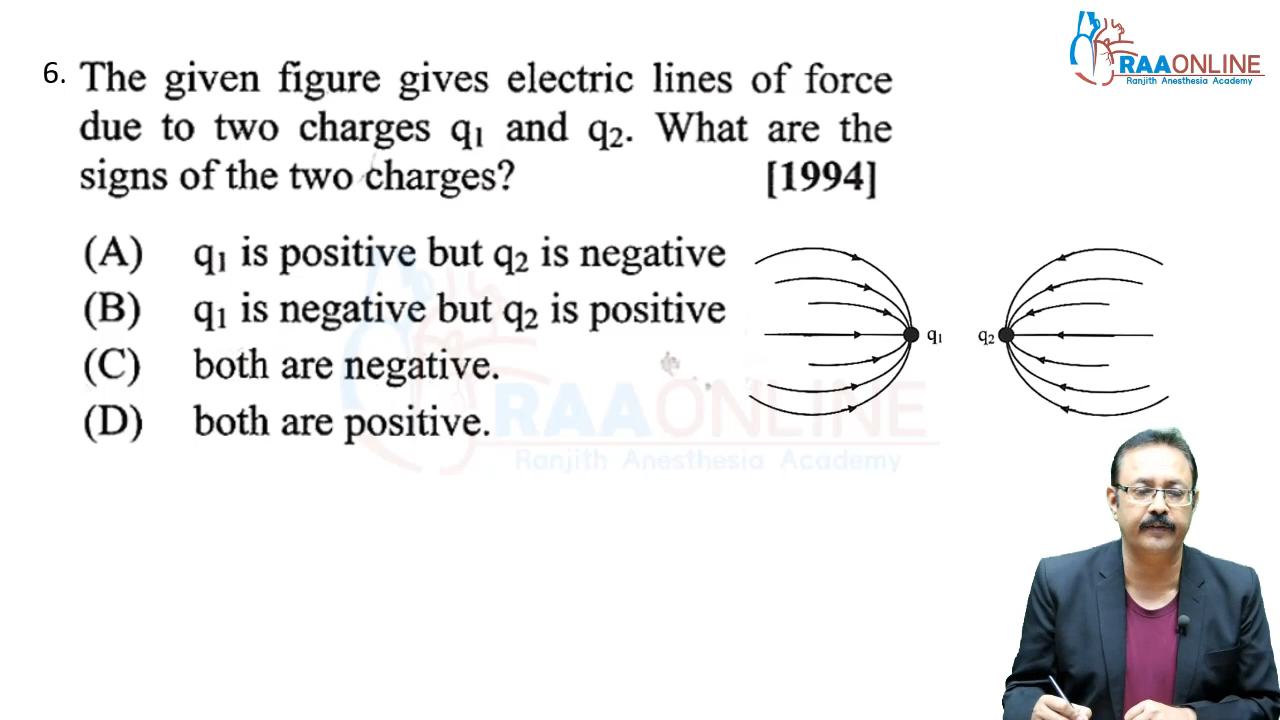 RAAONLINE
Ranjith Anesthesia Academy
6. The given figure gives electric lines of force
due to two charges q₁ and q₂. What are the
signs of the two charges? [1994]
(A) q₁ is positive but q₂ is negative
(B) q₁ is negative but q₂ is positive
(C) both are negative.
(D) both are positive.
q₁ q₂
RAAONLINE
Ranjith Anesthesia Academy